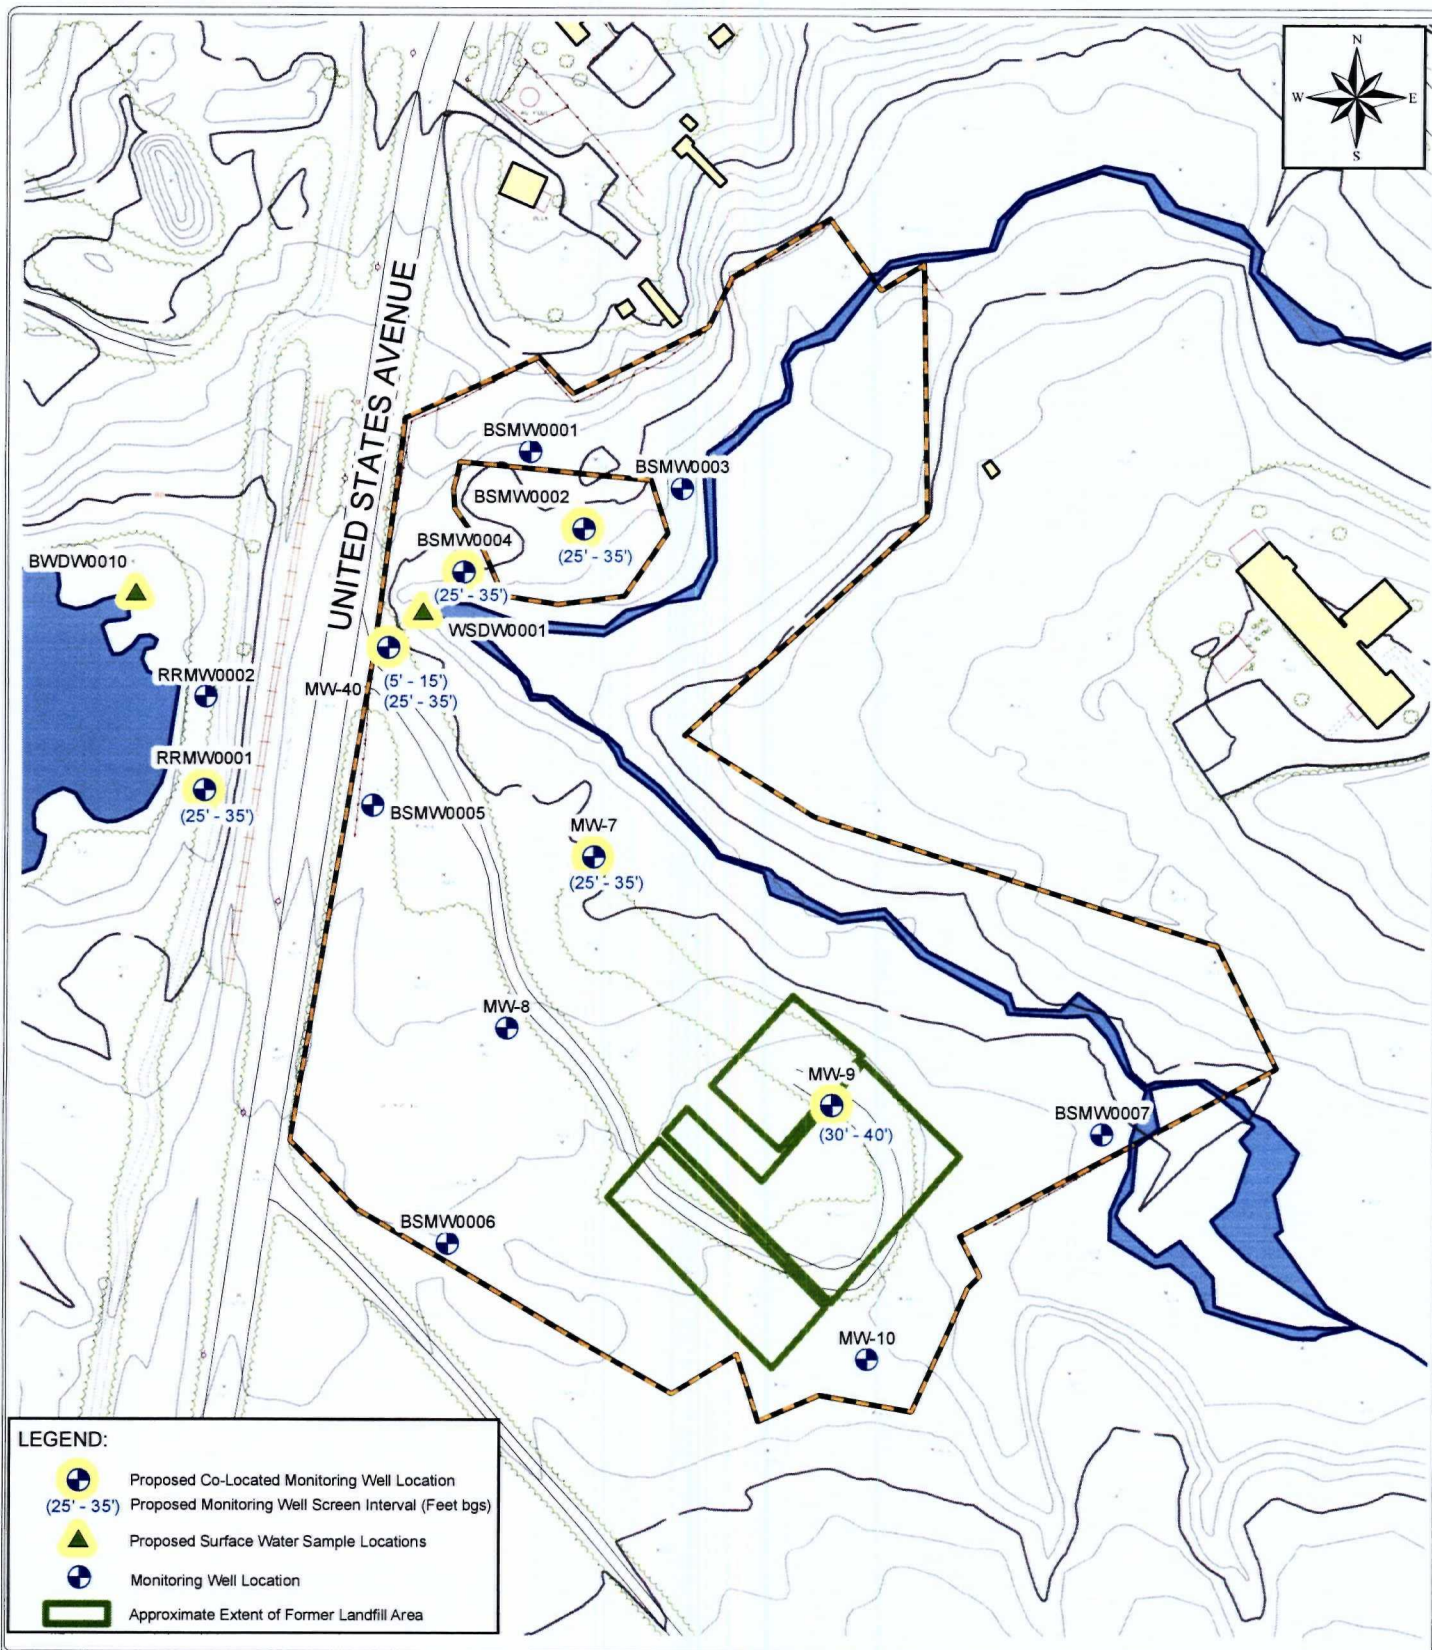 N
W E
S
UNITED STATES AVENUE
BSMW0001
BSMW0003
BSMW0002
(25' - 35')
BSMW0004
(25' - 35')
BWDW0010
WSDW0001
RRMW0002
MW-40
(5' - 15')
(25' - 35')
RRMW0001
(25' - 35')
BSMW0005
MW-7
(25' - 35')
MW-8
MW-9
(30' - 40')
BSMW0007
BSMW0006
MW-10
LEGEND:
Proposed Co-Located Monitoring Well Location
(25' - 35') Proposed Monitoring Well Screen Interval (Feet bgs)
Proposed Surface Water Sample Locations
Monitoring Well Location
Approximate Extent of Former Landfill Area